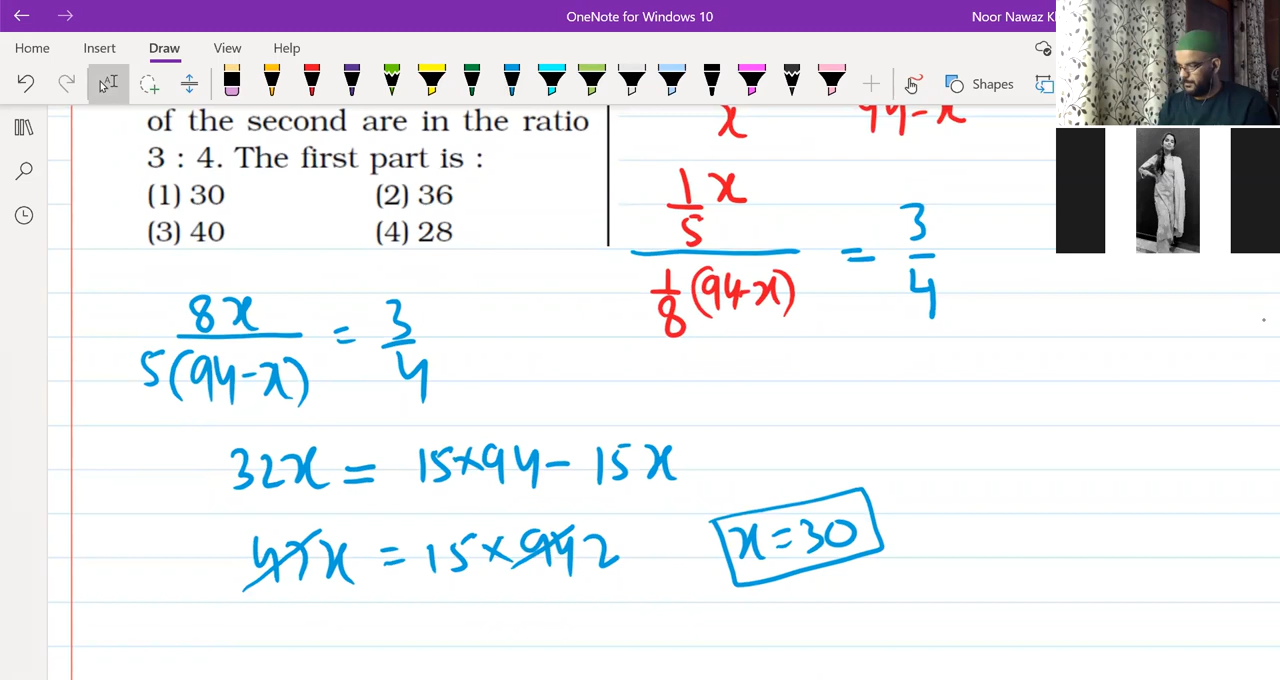 OneNote for Windows 10
Noor Nawaz K
Home Insert Draw View Help
Shapes
of the second are in the ratio
3 : 4. The first part is :
(1) 30 (2) 36
(3) 40 (4) 28
x 94-x
1/5 x / 1/8 (94-x) = 3/4
8x / 5(94-x) = 3/4
32x = 15×94 - 15x
47x = 15×94 2
x = 30